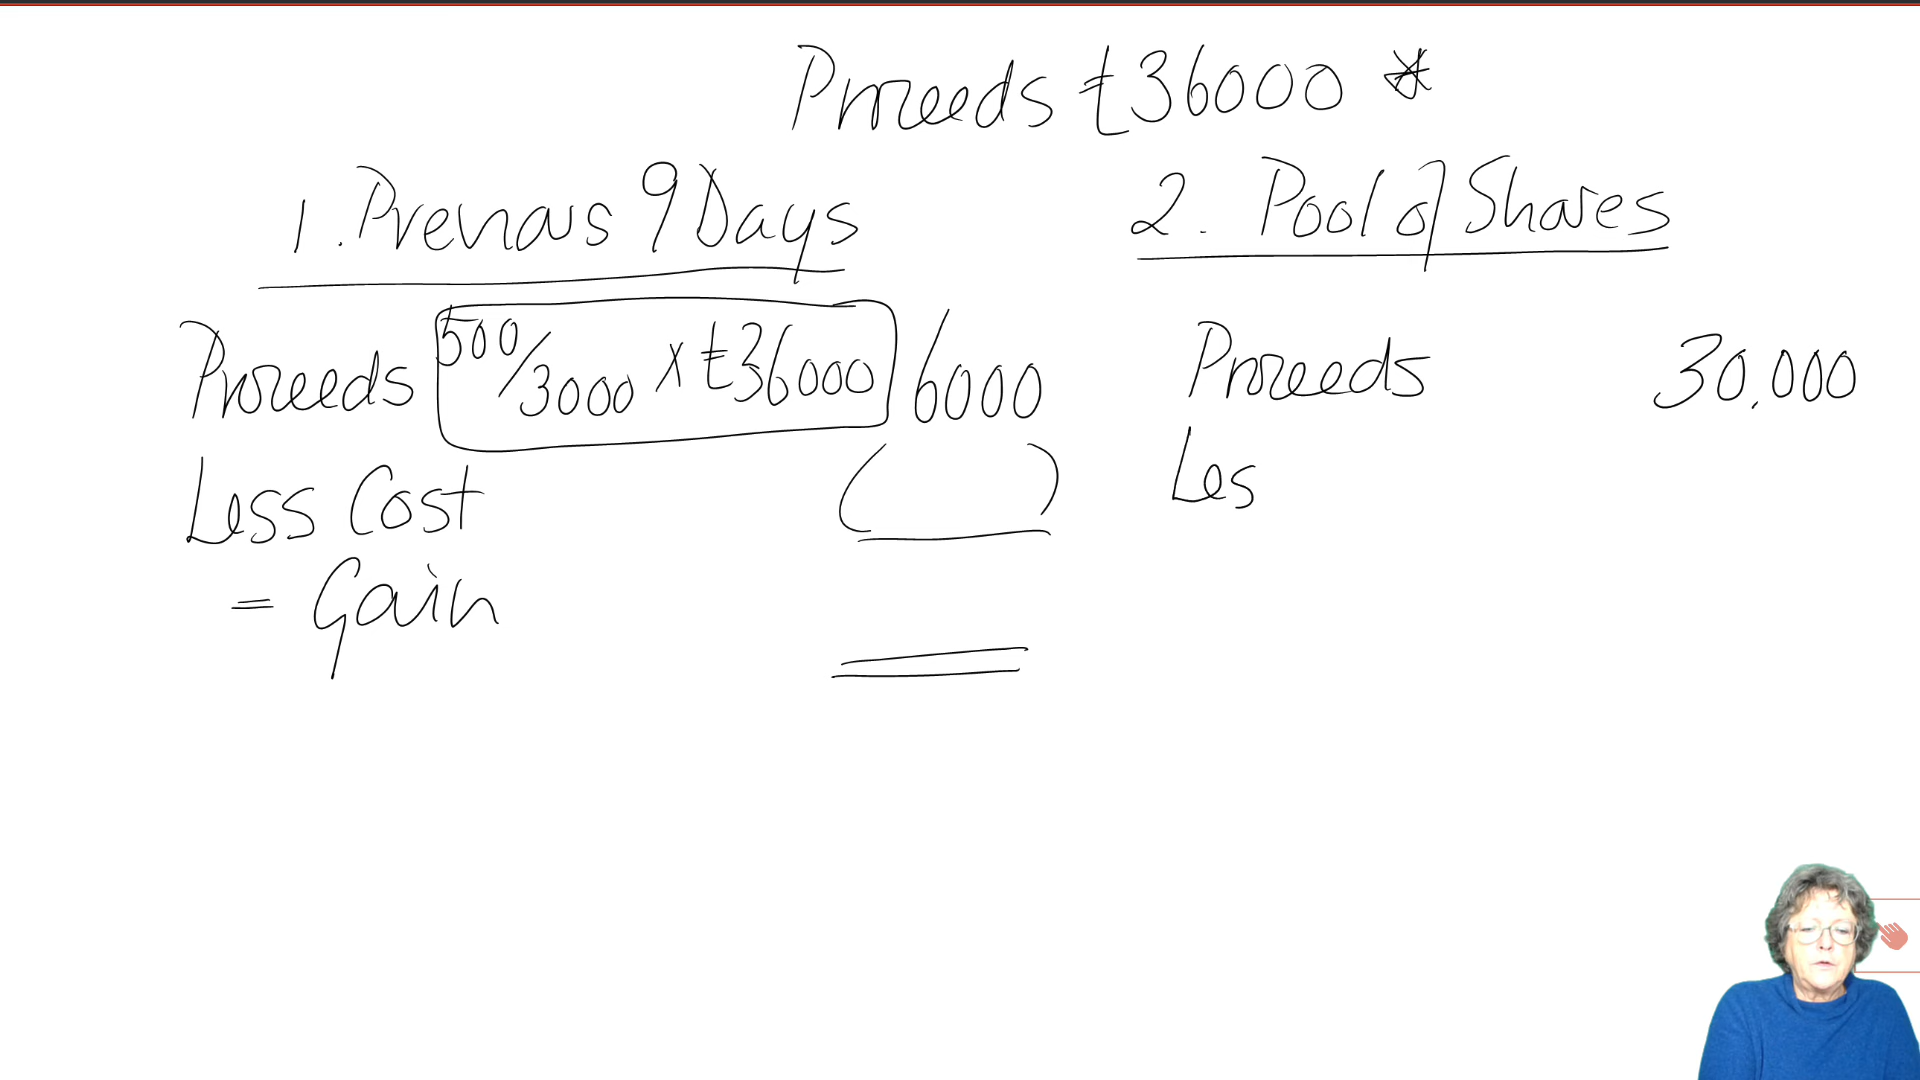 Proceeds £36000 *
1. Previous 9 Days
Proceeds 500/3000 x £36000 6000
Less Cost ( )
= Gain
2. Pool of Shares
Proceeds 30,000
Les